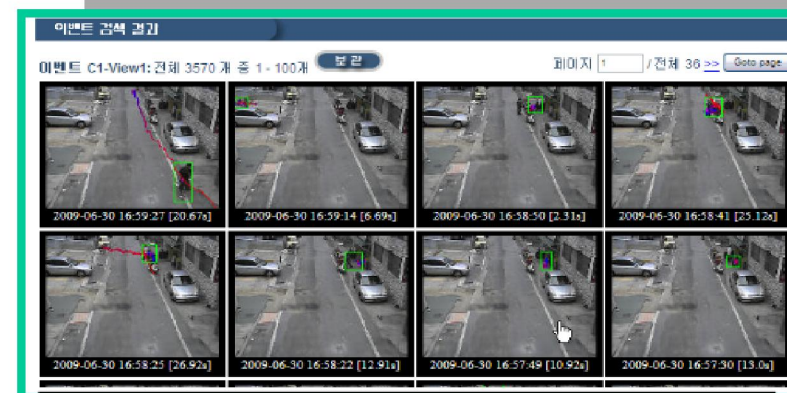 이벤트 검색 결과
이벤트 C1-View1: 전체 3570 개 중 1 - 100개 보관 페이지 1 / 전체 36 >> Goto page
2009-06-30 16:59:27 [20.67s] 2009-06-30 16:59:14 [6.69s] 2009-06-30 16:58:50 [2.31s] 2009-06-30 16:58:41 [25.12s]
2009-06-30 16:58:25 [26.92s] 2009-06-30 16:58:22 [12.91s] 2009-06-30 16:57:49 [10.92s] 2009-06-30 16:57:30 [13.0s]